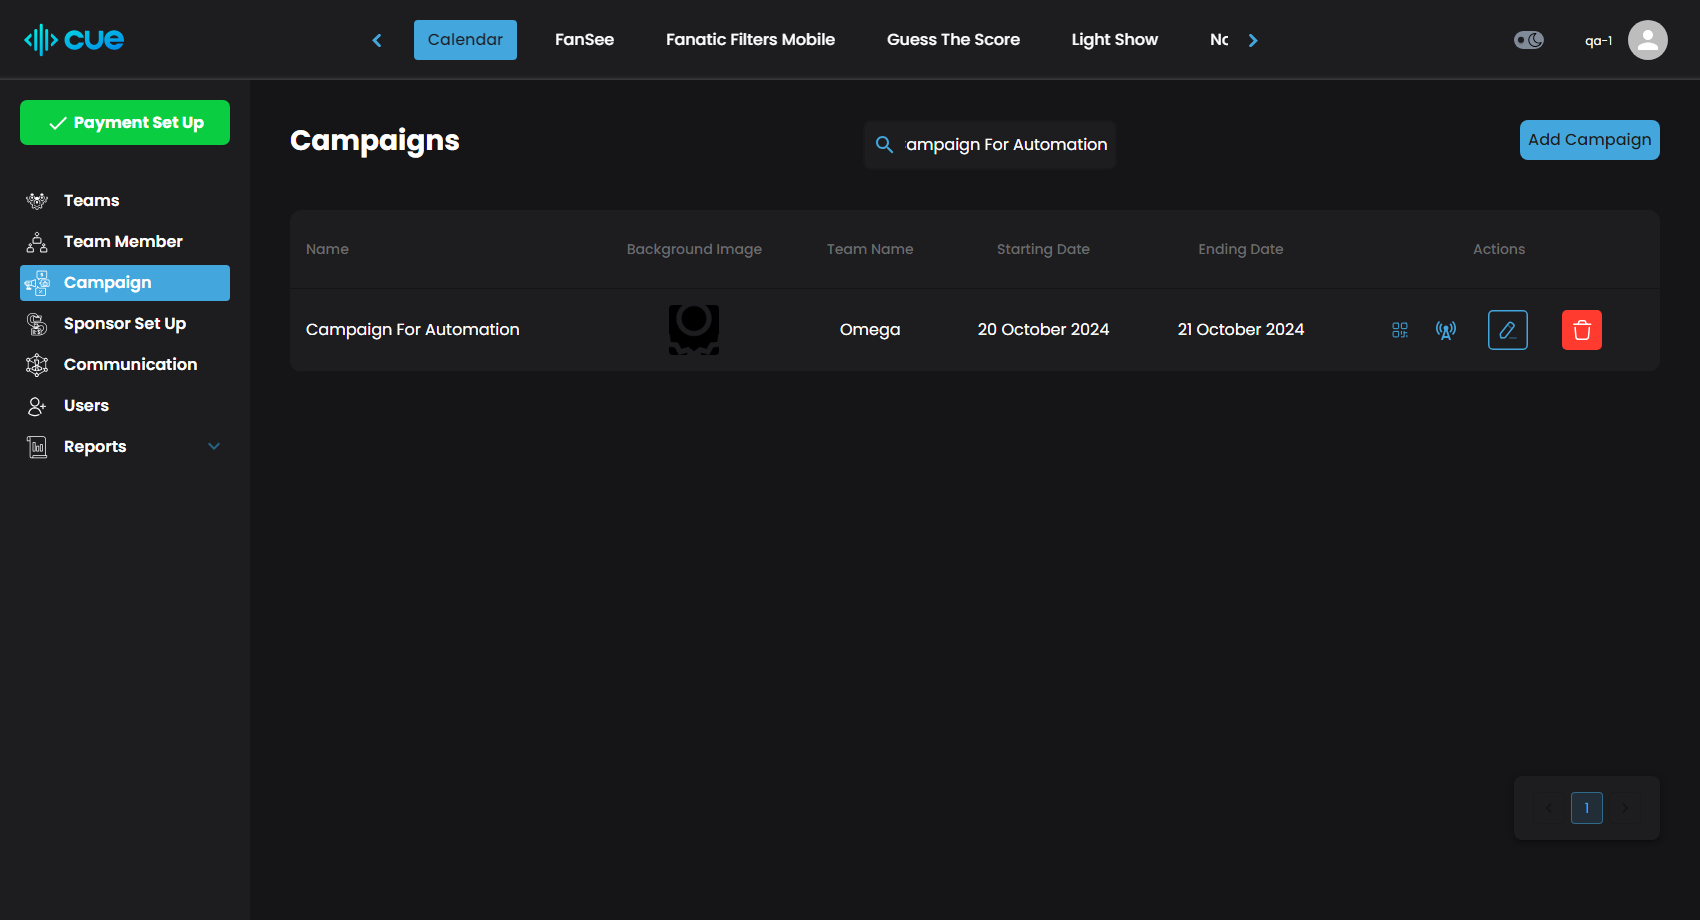 cue
Calendar
FanSee
Fanatic Filters Mobile
Guess The Score
Light Show
qa-1
Payment Set Up
Teams
Team Member
Campaign
Sponsor Set Up
Communication
Users
Reports
Campaigns
ampaign For Automation
Add Campaign
Name Background Image Team Name Starting Date Ending Date Actions
Campaign For Automation Omega 20 October 2024 21 October 2024
1